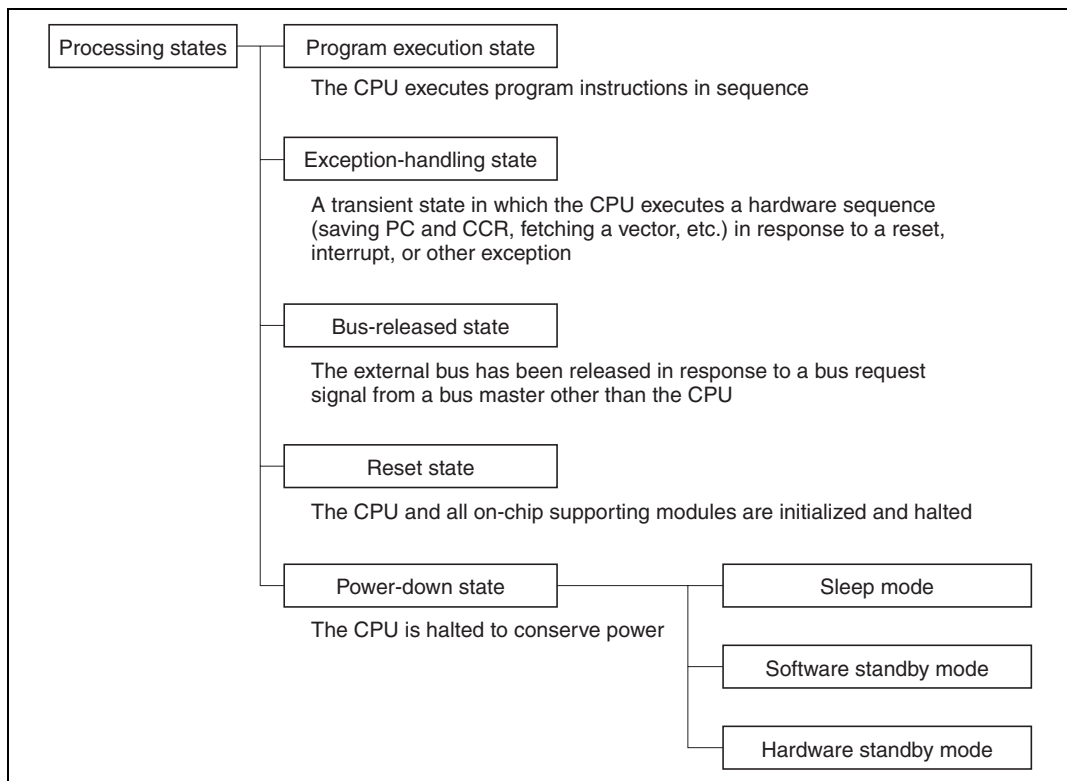 Processing states
Program execution state
The CPU executes program instructions in sequence
Exception-handling state
A transient state in which the CPU executes a hardware sequence
(saving PC and CCR, fetching a vector, etc.) in response to a reset,
interrupt, or other exception
Bus-released state
The external bus has been released in response to a bus request
signal from a bus master other than the CPU
Reset state
The CPU and all on-chip supporting modules are initialized and halted
Power-down state
The CPU is halted to conserve power
Sleep mode
Software standby mode
Hardware standby mode